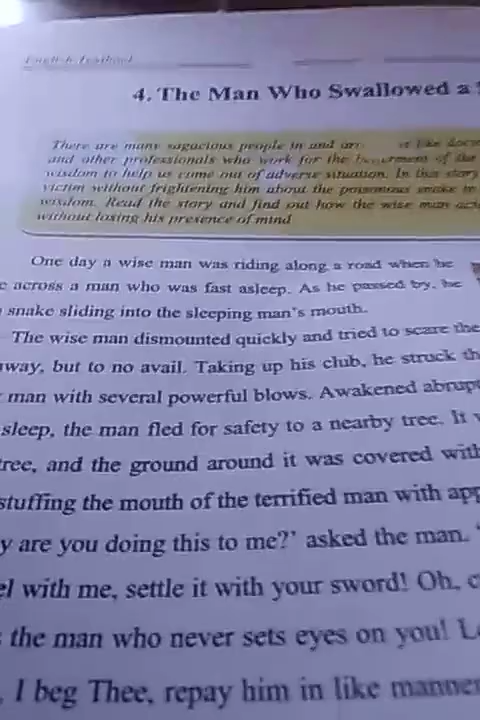 English
4. The Man Who Swallowed a
There are many sagacious people in and like
and other professionals who work for the of the
wisdom to help us come out of adverse situation. In this story
victim without frightening him about the poisonous snake
wisdom. Read the story and find out how the wise man
without losing his presence of mind
One day a wise man was riding along a road when he
across a man who was fast asleep. As he passed by, he
snake sliding into the sleeping man's mouth.
The wise man dismounted quickly and tried to scare the
away, but to no avail. Taking up his club, he struck
man with several powerful blows. Awakened
sleep, the man fled for safety to a nearby tree. It
tree, and the ground around it was covered with
stuffing the mouth of the terrified man with
y are you doing this to me?' asked the man.
el with me, settle it with your sword! Oh,
the man who never sets eyes on you!
, I beg Thee, repay him in like manner